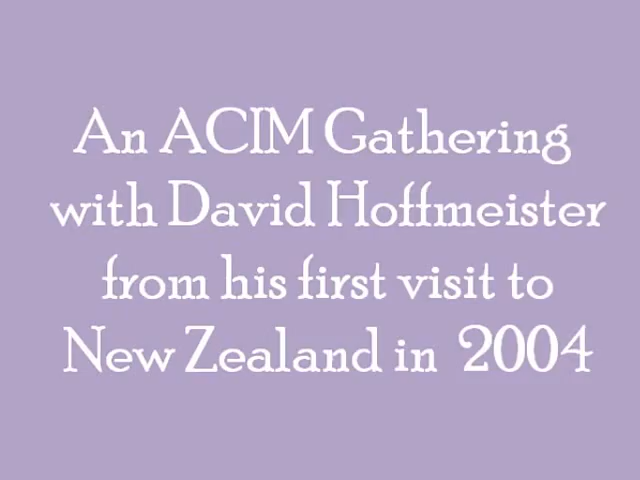 An ACIM Gathering
with David Hoffmeister
from his first visit to
New Zealand in 2004